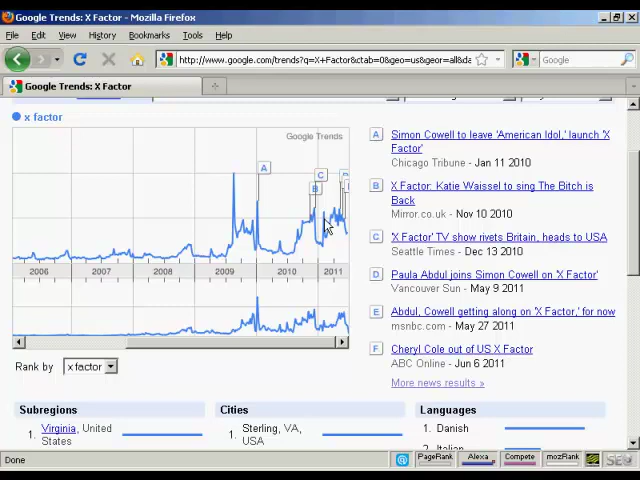 Google Trends: X Factor - Mozilla Firefox
File Edit View History Bookmarks Tools Help
http://www.google.com/trends?q=X+Factor&ctab=0&geo=us&geor=all&da
Google
Google Trends: X Factor
x factor
Google Trends
A
B
C
2006 2007 2008 2009 2010 2011
Rank by x factor
A Simon Cowell to leave 'American Idol,' launch 'X
Factor'
Chicago Tribune - Jan 11 2010
B X Factor: Katie Waissel to sing The Bitch is
Back
Mirror.co.uk - Nov 10 2010
C 'X Factor' TV show rivets Britain, heads to USA
Seattle Times - Dec 13 2010
D Paula Abdul joins Simon Cowell on 'X Factor'
Vancouver Sun - May 9 2011
E Abdul, Cowell getting along on 'X Factor,' for now
msnbc.com - May 27 2011
F Cheryl Cole out of US X Factor
ABC Online - Jun 6 2011
More news results »
Subregions
1. Virginia, United
States
Cities
1. Sterling, VA,
USA
Languages
1. Danish
2. Italian
Done
PageRank Alexa Compete mozRank SEO